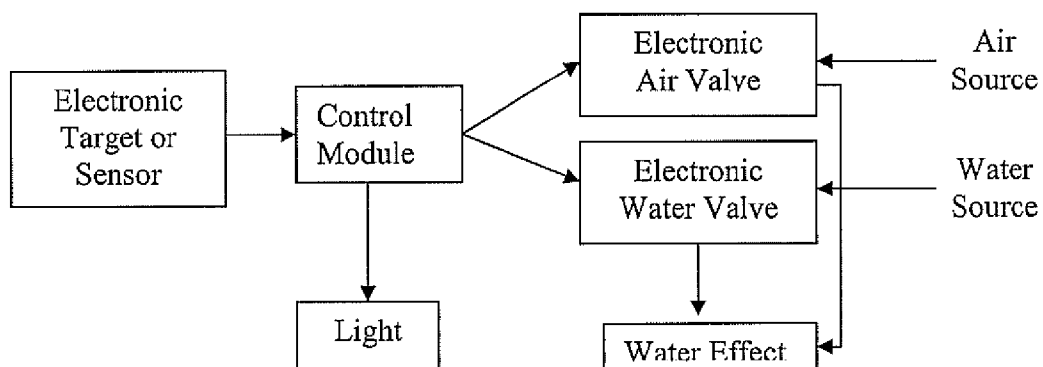 Electronic
Target or
Sensor
Control
Module
Electronic
Air Valve
Air
Source
Electronic
Water Valve
Water
Source
Light
Water Effect